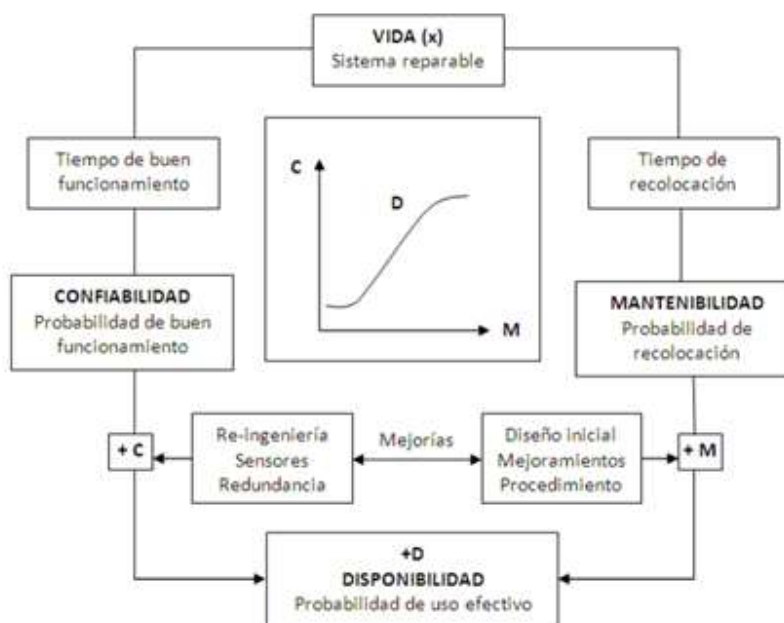 VIDA (x)
Sistema reparable
Tiempo de buen
funcionamiento
Tiempo de
recolocación
C
D
M
CONFIABILIDAD
Probabilidad de buen
funcionamiento
MANTENIBILIDAD
Probabilidad de
recolocación
+ C
Re-ingeniería
Sensores
Redundancia
Mejorías
Diseño inicial
Mejoramientos
Procedimiento
+ M
+D
DISPONIBILIDAD
Probabilidad de uso efectivo